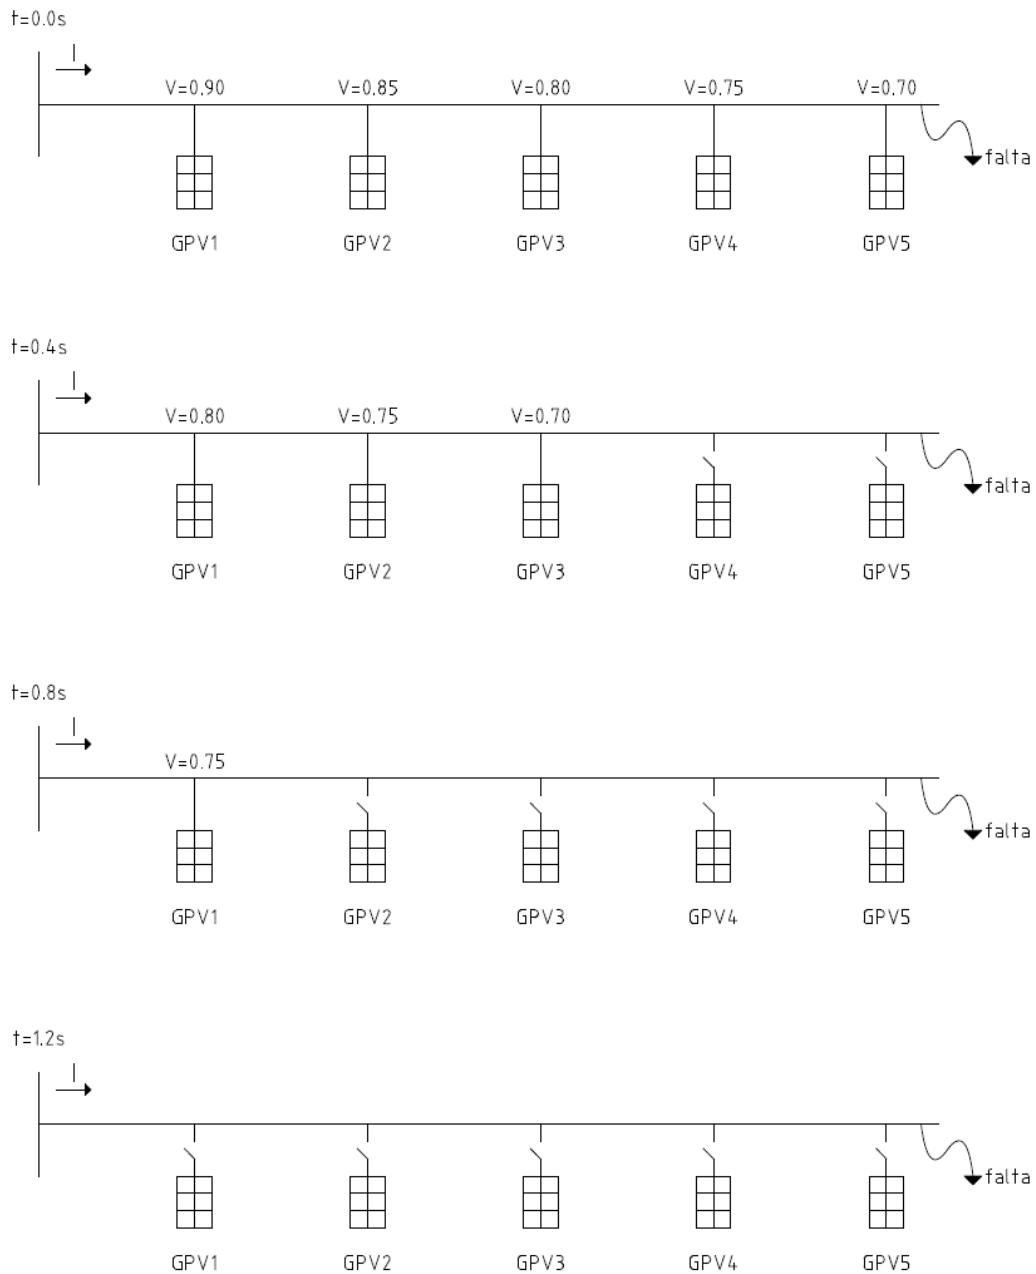 t=0.0s
I
V=0.90 V=0.85 V=0.80 V=0.75 V=0.70
falta
GPV1 GPV2 GPV3 GPV4 GPV5
t=0.4s
I
V=0.80 V=0.75 V=0.70
falta
GPV1 GPV2 GPV3 GPV4 GPV5
t=0.8s
I
V=0.75
falta
GPV1 GPV2 GPV3 GPV4 GPV5
t=1.2s
I
falta
GPV1 GPV2 GPV3 GPV4 GPV5